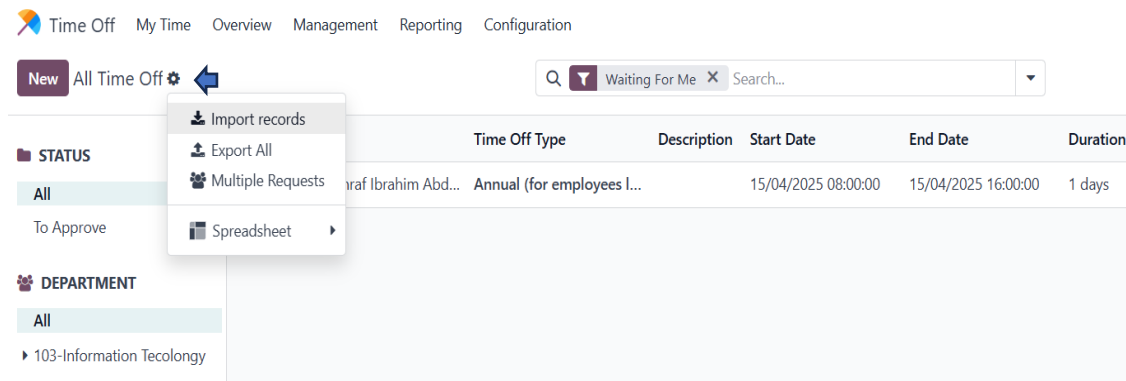 Time Off My Time Overview Management Reporting Configuration
New All Time Off Waiting For Me Search...
Import records
Export All
Multiple Requests
Spreadsheet
STATUS
All
To Approve
DEPARTMENT
All
103-Information Tecolongy
Time Off Type Description Start Date End Date Duration
Ibrahim Abd... Annual (for employees l... 15/04/2025 08:00:00 15/04/2025 16:00:00 1 days